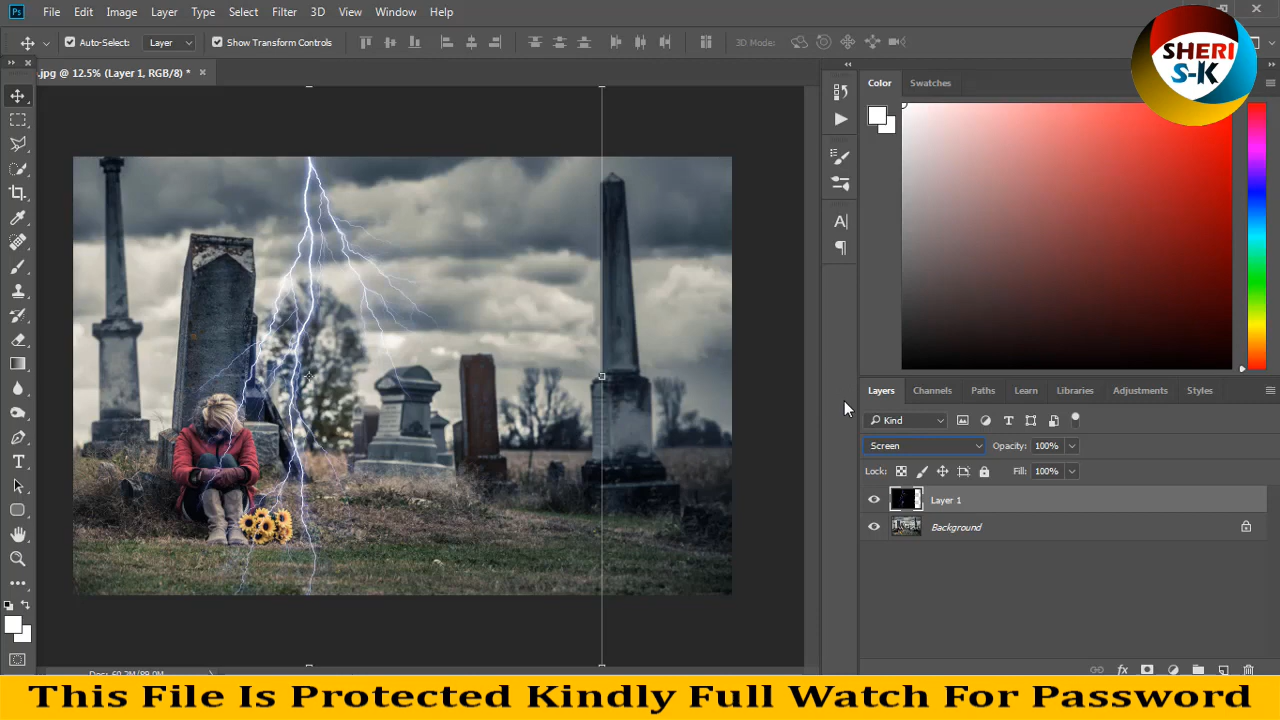 Ps File Edit Image Layer Type Select Filter 3D View Window Help
Auto-Select: Layer Show Transform Controls 3D Mode:
SHERI
S-K
.jpg @ 12.5% (Layer 1, RGB/8) * ×
Color Swatches
Layers Channels Paths Learn Libraries Adjustments Styles
Kind
Screen Opacity: 100%
Lock: Fill: 100%
Layer 1
Background
This File Is Protected Kindly Full Watch For Password